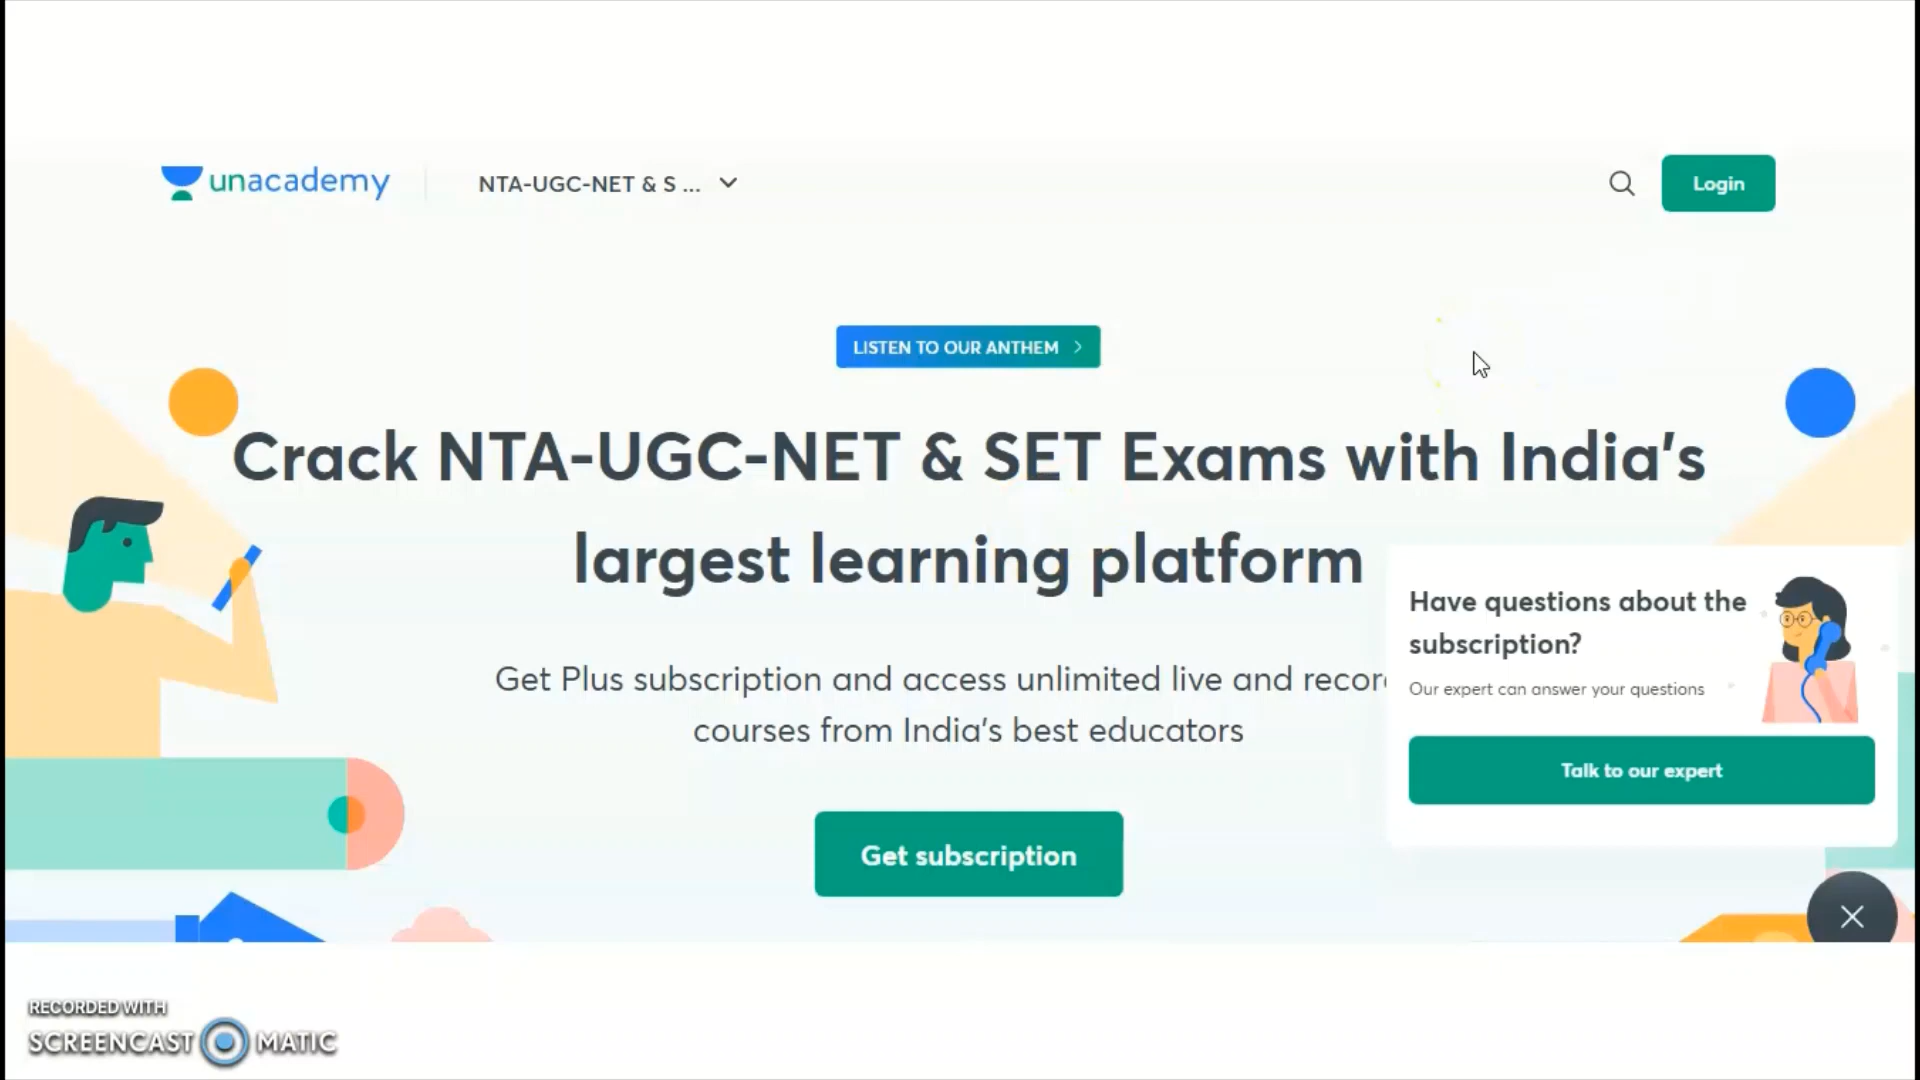 unacademy
NTA-UGC-NET & S ...
Login
LISTEN TO OUR ANTHEM
Crack NTA-UGC-NET & SET Exams with India's
largest learning platform
Get Plus subscription and access unlimited live and
courses from India's best educators
Get subscription
Have questions about the
subscription?
Our expert can answer your questions
Talk to our expert
RECORDED WITH
SCREENCAST MATIC